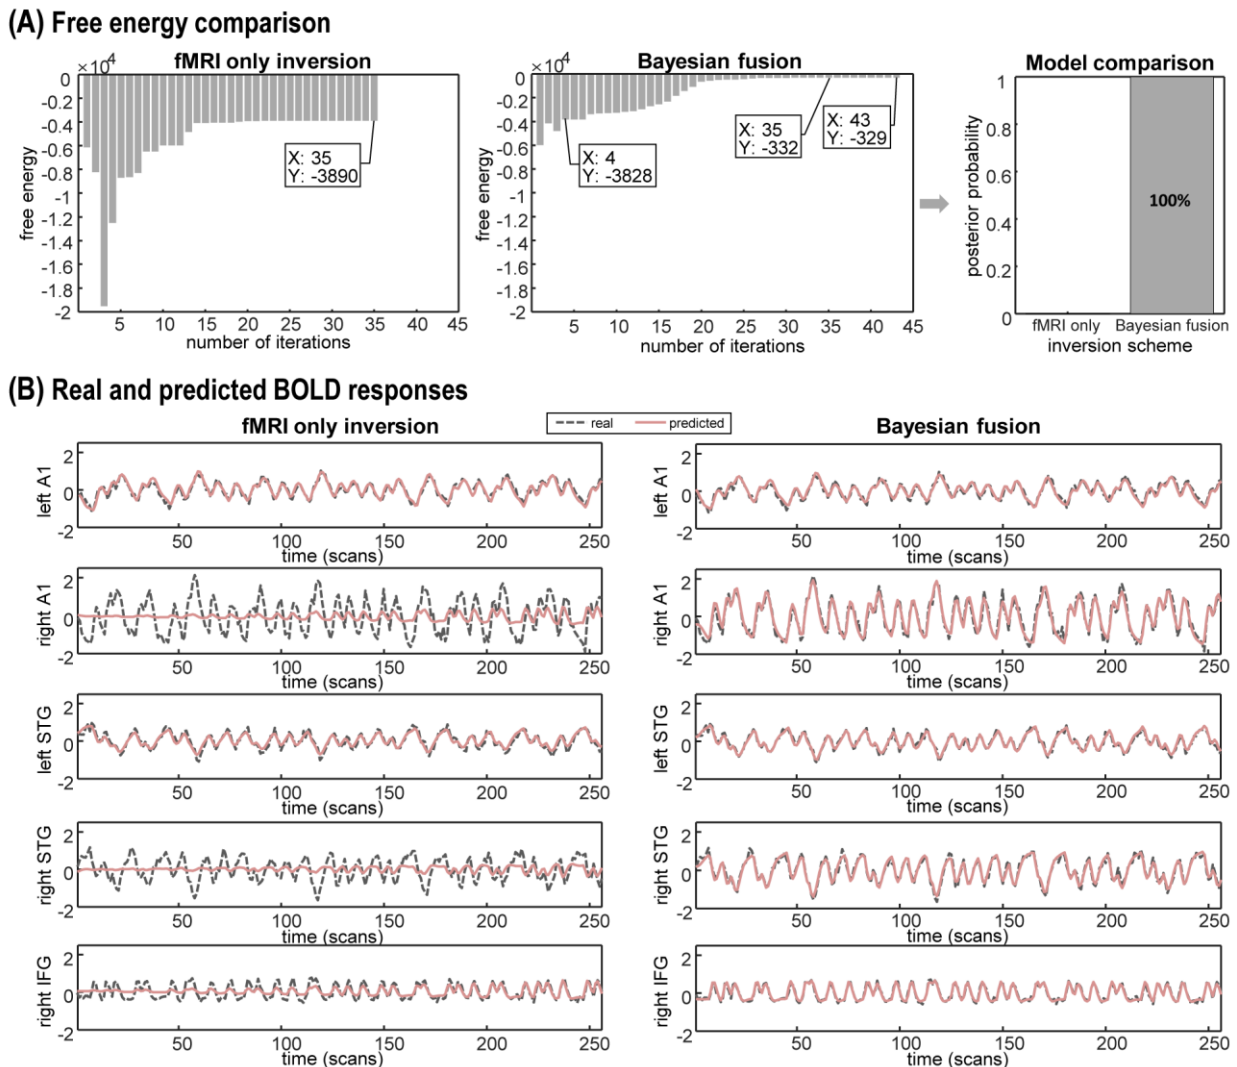 (A) Free energy comparison
fMRI only inversion
×10⁴
0
-0.2
-0.4
-0.6
-0.8
-1
-1.2
-1.4
-1.6
-1.8
-2
free energy
X: 35
Y: -3890
5 10 15 20 25 30 35 40 45
number of iterations
Bayesian fusion
×10⁴
0
-0.2
-0.4
-0.6
-0.8
-1
-1.2
-1.4
-1.6
-1.8
-2
free energy
X: 4
Y: -3828
X: 35
Y: -332
X: 43
Y: -329
5 10 15 20 25 30 35 40 45
number of iterations
Model comparison
1
0.8
0.6
0.4
0.2
0
posterior probability
100%
fMRI only Bayesian fusion
inversion scheme
(B) Real and predicted BOLD responses
real predicted
fMRI only inversion
2
0
-2
left A1
50 100 150 200 250
time (scans)
2
0
-2
right A1
50 100 150 200 250
time (scans)
2
0
-2
left STG
50 100 150 200 250
time (scans)
2
0
-2
right STG
50 100 150 200 250
time (scans)
2
0
-2
right IFG
50 100 150 200 250
time (scans)
Bayesian fusion
2
0
-2
left A1
50 100 150 200 250
time (scans)
2
0
-2
right A1
50 100 150 200 250
time (scans)
2
0
-2
left STG
50 100 150 200 250
time (scans)
2
0
-2
right STG
50 100 150 200 250
time (scans)
2
0
-2
right IFG
50 100 150 200 250
time (scans)